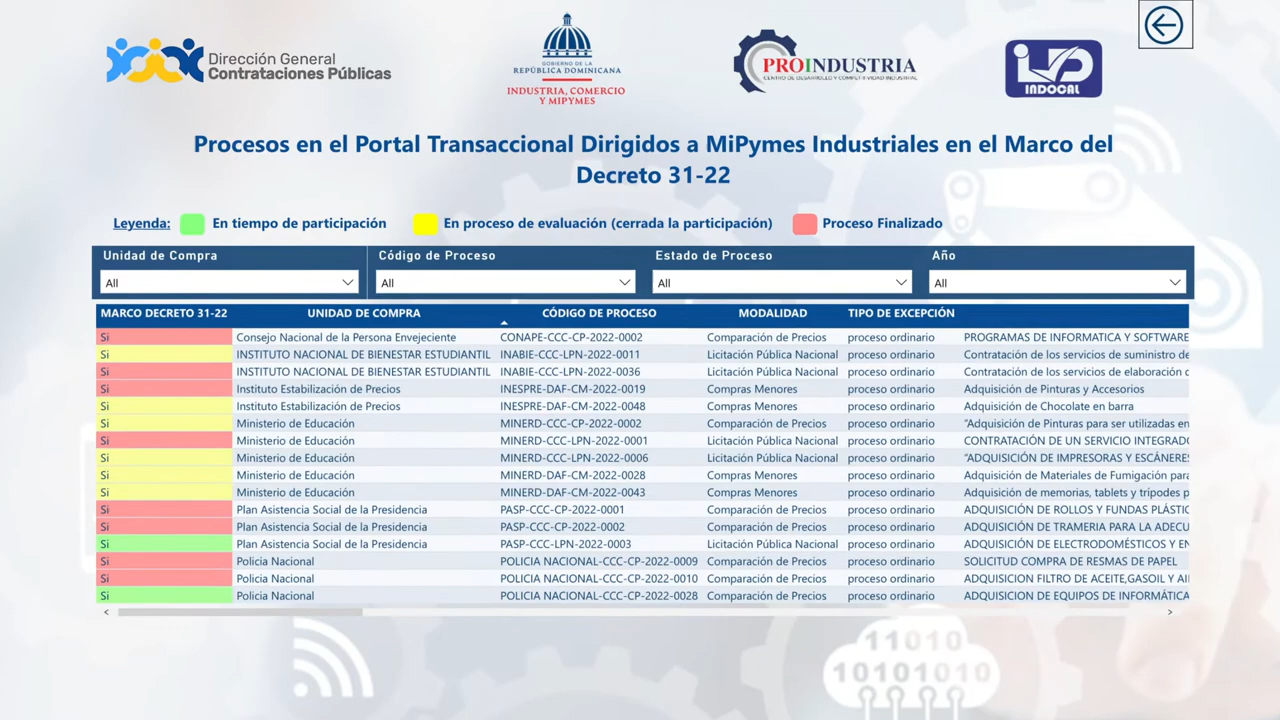 Dirección General
Contrataciones Públicas
GOBIERNO DE LA
REPÚBLICA DOMINICANA
INDUSTRIA, COMERCIO
Y MIPYMES
PROINDUSTRIA
CENTRO DE DESARROLLO Y COMPETITIVIDAD INDUSTRIAL
INDOCAL
Procesos en el Portal Transaccional Dirigidos a MiPymes Industriales en el Marco del
Decreto 31-22
Leyenda: En tiempo de participación En proceso de evaluación (cerrada la participación) Proceso Finalizado
Unidad de Compra Código de Proceso Estado de Proceso Año
All All All All
MARCO DECRETO 31-22 UNIDAD DE COMPRA CÓDIGO DE PROCESO MODALIDAD TIPO DE EXCEPCIÓN
Si Consejo Nacional de la Persona Envejeciente CONAPE-CCC-CP-2022-0002 Comparación de Precios proceso ordinario PROGRAMAS DE INFORMATICA Y SOFTWARE
Si INSTITUTO NACIONAL DE BIENESTAR ESTUDIANTIL INABIE-CCC-LPN-2022-0011 Licitación Pública Nacional proceso ordinario Contratación de los servicios de suministro de
Si INSTITUTO NACIONAL DE BIENESTAR ESTUDIANTIL INABIE-CCC-LPN-2022-0036 Licitación Pública Nacional proceso ordinario Contratación de los servicios de elaboración d
Si Instituto Estabilización de Precios INESPRE-DAF-CM-2022-0019 Compras Menores proceso ordinario Adquisición de Pinturas y Accesorios
Si Instituto Estabilización de Precios INESPRE-DAF-CM-2022-0048 Compras Menores proceso ordinario Adquisición de Chocolate en barra
Si Ministerio de Educación MINERD-CCC-CP-2022-0002 Comparación de Precios proceso ordinario “Adquisición de Pinturas para ser utilizadas en
Si Ministerio de Educación MINERD-CCC-LPN-2022-0001 Licitación Pública Nacional proceso ordinario CONTRATACIÓN DE UN SERVICIO INTEGRADO
Si Ministerio de Educación MINERD-CCC-LPN-2022-0006 Licitación Pública Nacional proceso ordinario “ADQUISICIÓN DE IMPRESORAS Y ESCÁNERES
Si Ministerio de Educación MINERD-DAF-CM-2022-0028 Compras Menores proceso ordinario Adquisición de Materiales de Fumigación para
Si Ministerio de Educación MINERD-DAF-CM-2022-0043 Compras Menores proceso ordinario Adquisición de memorias, tablets y trípodes p
Si Plan Asistencia Social de la Presidencia PASP-CCC-CP-2022-0001 Comparación de Precios proceso ordinario ADQUISICIÓN DE ROLLOS Y FUNDAS PLÁSTIC
Si Plan Asistencia Social de la Presidencia PASP-CCC-CP-2022-0002 Comparación de Precios proceso ordinario ADQUISICIÓN DE TRAMERIA PARA LA ADECU
Si Plan Asistencia Social de la Presidencia PASP-CCC-LPN-2022-0003 Licitación Pública Nacional proceso ordinario ADQUISICIÓN DE ELECTRODOMÉSTICOS Y EN
Si Policia Nacional POLICIA NACIONAL-CCC-CP-2022-0009 Comparación de Precios proceso ordinario SOLICITUD COMPRA DE RESMAS DE PAPEL
Si Policia Nacional POLICIA NACIONAL-CCC-CP-2022-0010 Comparación de Precios proceso ordinario ADQUISICION FILTRO DE ACEITE,GASOIL Y AI
Si Policia Nacional POLICIA NACIONAL-CCC-CP-2022-0028 Comparación de Precios proceso ordinario ADQUISICION DE EQUIPOS DE INFORMÁTICA
11010
10101010